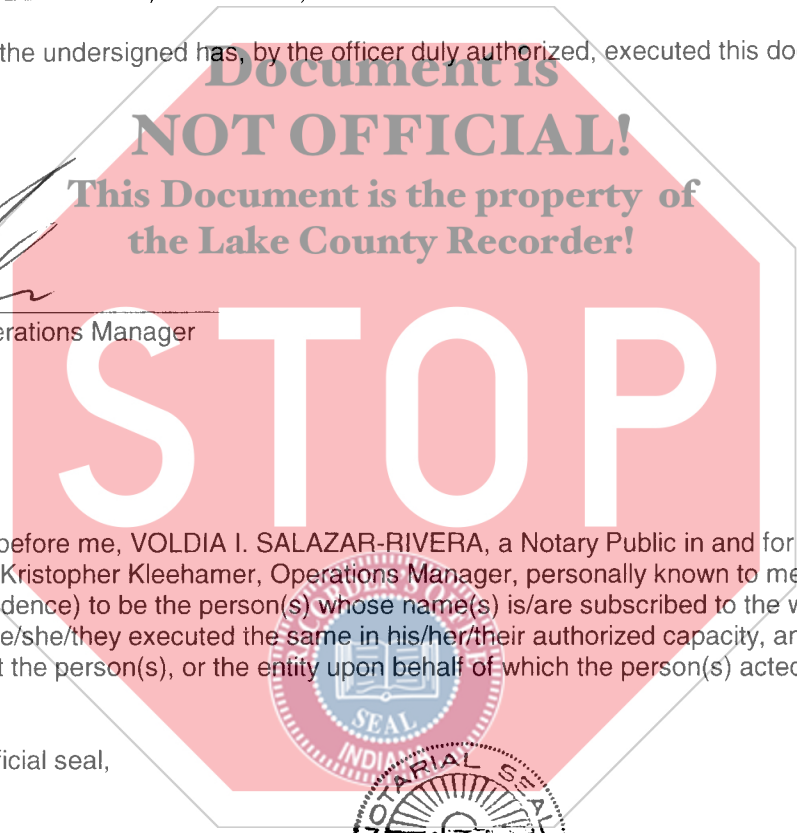 the undersigned has, by the officer duly authorized, executed this do
Document is
NOT OFFICIAL!
This Document is the property of
the Lake County Recorder!
erations Manager
STOP
before me, VOLDIA I. SALAZAR-RIVERA, a Notary Public in and for
Kristopher Kleehamer, Operations Manager, personally known to me
dence) to be the person(s) whose name(s) is/are subscribed to the w
e/she/they executed the same in his/her/their authorized capacity, an
t the person(s), or the entity upon behalf of which the person(s) acted
RECORDER'S OFFICE
SEAL
INDIANA
ficial seal,
NOTARIAL SEAL